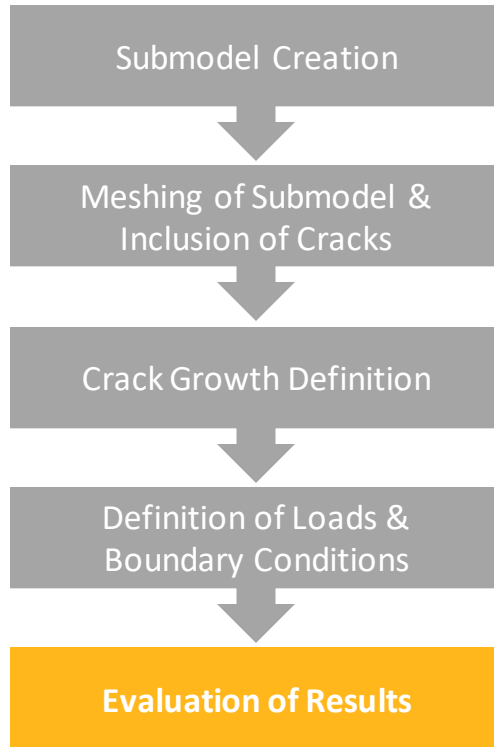 Submodel Creation
Meshing of Submodel &
Inclusion of Cracks
Crack Growth Definition
Definition of Loads &
Boundary Conditions
Evaluation of Results